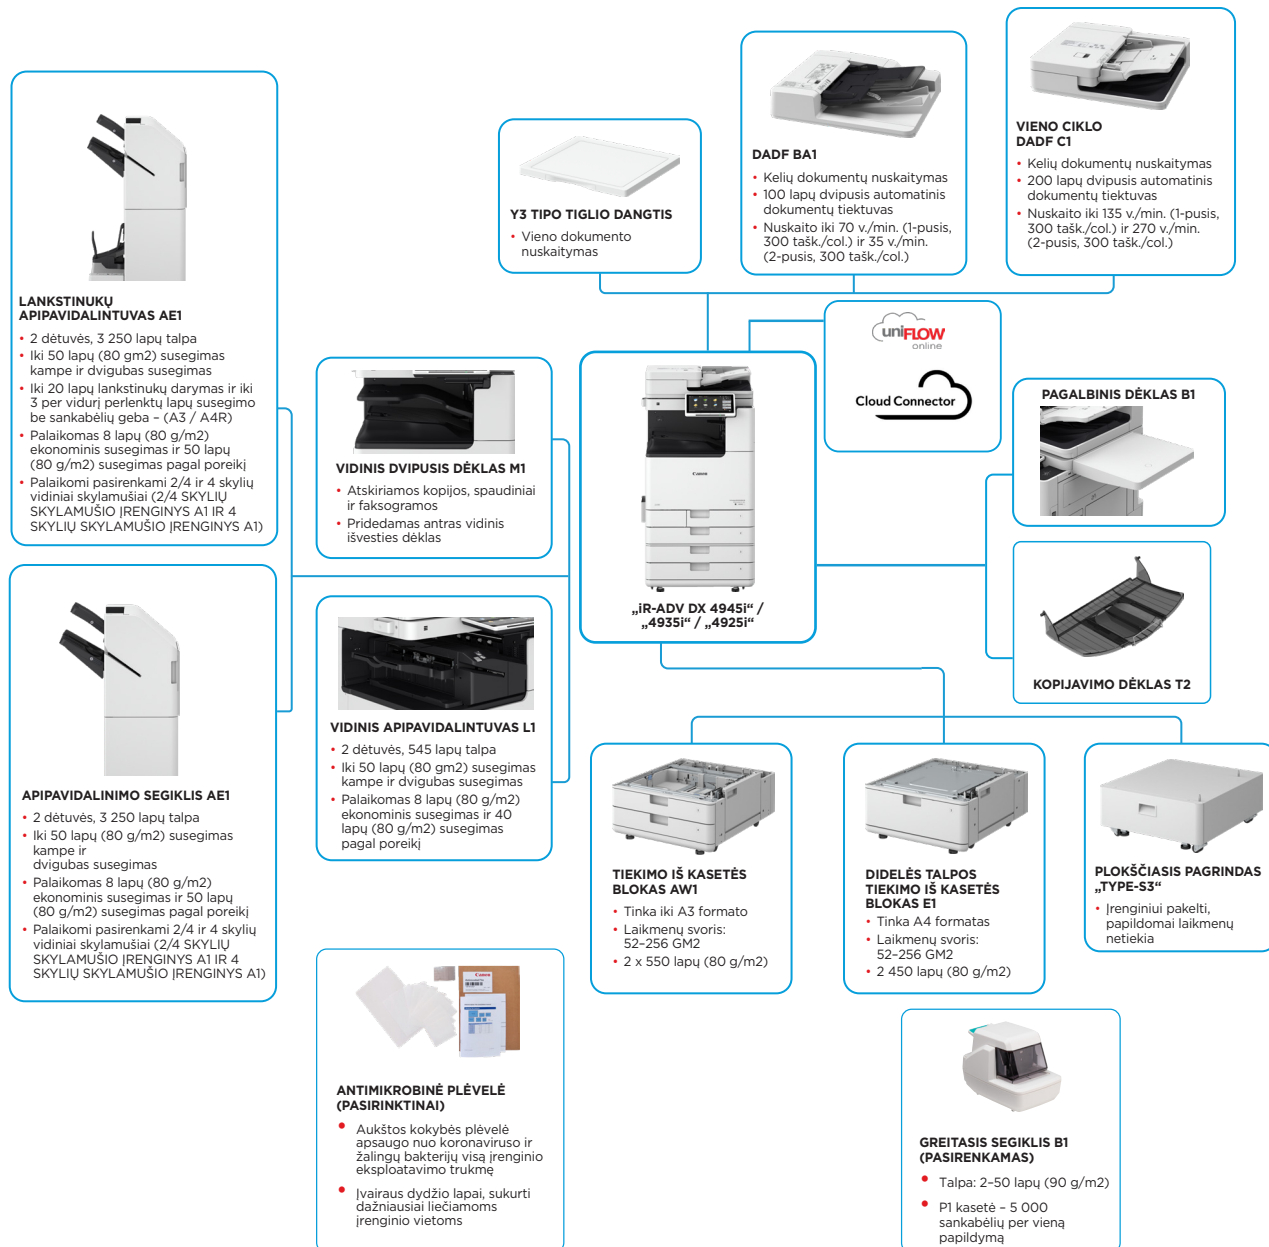 LANKSTINUKŲ
APIPAVIDALINTUVAS AE1
• 2 dėtuvės, 3 250 lapų talpa
• Iki 50 lapų (80 gm2) susegimas
kampe ir dvigubas susegimas
• Iki 20 lapų lankstinukų darymas ir iki
3 per vidurį perlenktų lapų susegimo
be sankabėlių geba – (A3 / A4R)
• Palaikomas 8 lapų (80 g/m2)
ekonominis susegimas ir 50 lapų
(80 g/m2) susegimas pagal poreikį
• Palaikomi pasirenkami 2/4 ir 4 skylių
vidiniai skylamušiai (2/4 SKYLIŲ
SKYLAMUŠIO ĮRENGINYS A1 IR 4
SKYLIŲ SKYLAMUŠIO ĮRENGINYS A1)
APIPAVIDALINIMO SEGIKLIS AE1
• 2 dėtuvės, 3 250 lapų talpa
• Iki 50 lapų (80 g/m2) susegimas
kampe ir
dvigubas susegimas
• Palaikomas 8 lapų (80 g/m2)
ekonominis susegimas ir 50 lapų
(80 g/m2) susegimas pagal poreikį
• Palaikomi pasirenkami 2/4 ir 4 skylių
vidiniai skylamušiai (2/4 SKYLIŲ
SKYLAMUŠIO ĮRENGINYS A1 IR 4
SKYLIŲ SKYLAMUŠIO ĮRENGINYS A1)
VIDINIS DVIPUSIS DĖKLAS M1
• Atskiriamos kopijos, spaudiniai
ir faksogramos
• Pridedamas antras vidinis
išvesties dėklas
VIDINIS APIPAVIDALINTUVAS L1
• 2 dėtuvės, 545 lapų talpa
• Iki 50 lapų (80 gm2) susegimas
kampe ir dvigubas susegimas
• Palaikomas 8 lapų (80 g/m2)
ekonominis susegimas ir 40
lapų (80 g/m2) susegimas
pagal poreikį
Y3 TIPO TIGLIO DANGTIS
• Vieno dokumento
nuskaitymas
DADF BA1
• Kelių dokumentų nuskaitymas
• 100 lapų dvipusis automatinis
dokumentų tiektuvas
• Nuskaito iki 70 v./min. (1-pusis,
300 tašk./col.) ir 35 v./min.
(2-pusis, 300 tašk./col.)
VIENO CIKLO
DADF C1
• Kelių dokumentų nuskaitymas
• 200 lapų dvipusis automatinis
dokumentų tiektuvas
• Nuskaito iki 135 v./min. (1-pusis,
300 tašk./col.) ir 270 v./min.
(2-pusis, 300 tašk./col.)
uniFLOW
online
Cloud Connector
Canon
„iR-ADV DX 4945i“ /
„4935i“ / „4925i“
PAGALBINIS DĖKLAS B1
KOPIJAVIMO DĖKLAS T2
TIEKIMO IŠ KASETĖS
BLOKAS AW1
• Tinka iki A3 formato
• Laikmenų svoris:
52–256 GM2
• 2 x 550 lapų (80 g/m2)
DIDELĖS TALPOS
TIEKIMO IŠ KASETĖS
BLOKAS E1
• Tinka A4 formatas
• Laikmenų svoris:
52–256 GM2
• 2 450 lapų (80 g/m2)
PLOKŠČIASIS PAGRINDAS
„TYPE-S3“
• Įrenginiui pakelti,
papildomai laikmenų
netiekia
Canon
ANTIMIKROBINĖ PLĖVELĖ
(PASIRINKTINAI)
• Aukštos kokybės plėvelė
apsaugo nuo koronaviruso ir
žalingų bakterijų visą įrenginio
eksploatavimo trukmę
• Įvairaus dydžio lapai, sukurti
dažniausiai liečiamoms
įrenginio vietoms
GREITASIS SEGIKLIS B1
(PASIRENKAMAS)
• Talpa: 2–50 lapų (90 g/m2)
• P1 kasetė – 5 000
sankabėlių per vieną
papildymą